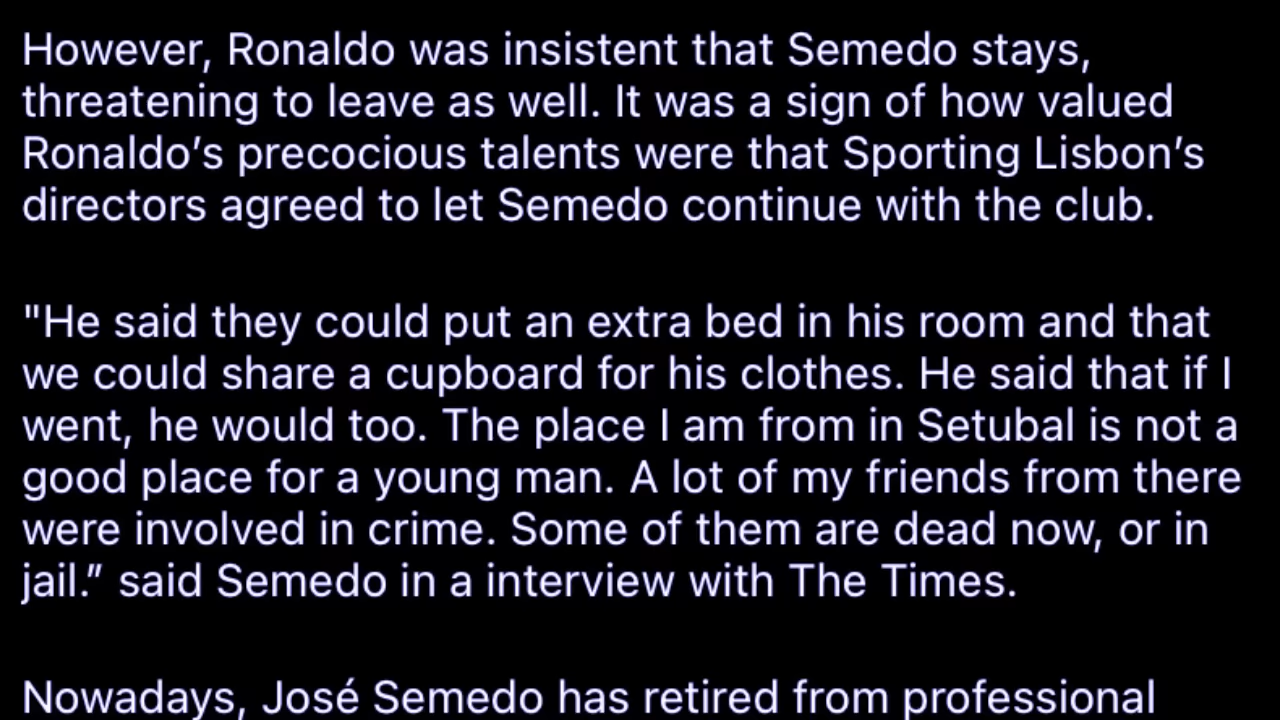 However, Ronaldo was insistent that Semedo stays,
threatening to leave as well. It was a sign of how valued
Ronaldo’s precocious talents were that Sporting Lisbon’s
directors agreed to let Semedo continue with the club.
"He said they could put an extra bed in his room and that
we could share a cupboard for his clothes. He said that if I
went, he would too. The place I am from in Setubal is not a
good place for a young man. A lot of my friends from there
were involved in crime. Some of them are dead now, or in
jail.” said Semedo in a interview with The Times.
Nowadays, José Semedo has retired from professional